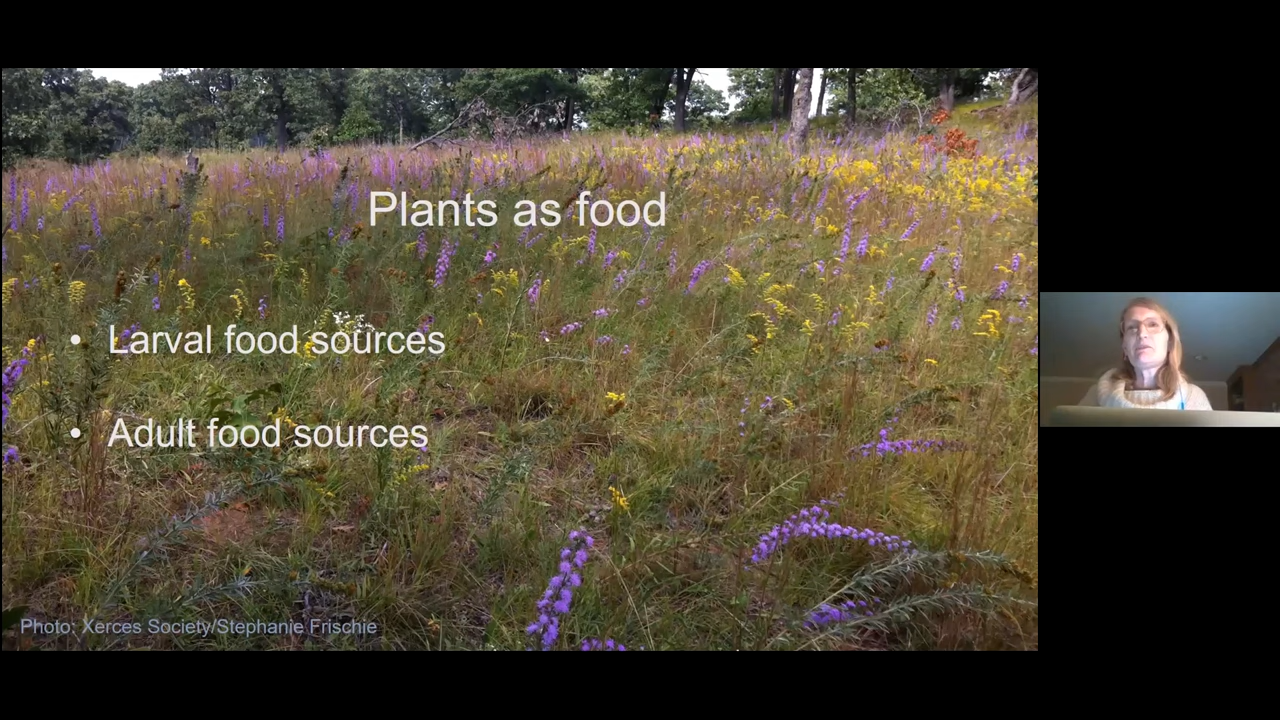 Plants as food
• Larval food sources
• Adult food sources
Photo: Xerces Society/Stephanie Frischie